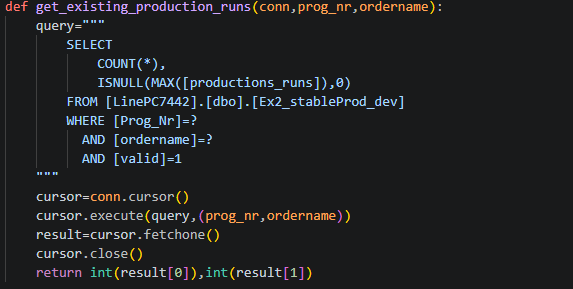 def get_existing_production_runs(conn,prog_nr,ordername):
    query="""
        SELECT
            COUNT(*),
            ISNULL(MAX([productions_runs]),0)
        FROM [LinePC7442].[dbo].[Ex2_stableProd_dev]
        WHERE [Prog_Nr]=?
          AND [ordername]=?
          AND [valid]=1
    """
    cursor=conn.cursor()
    cursor.execute(query,(prog_nr,ordername))
    result=cursor.fetchone()
    cursor.close()
    return int(result[0]),int(result[1])